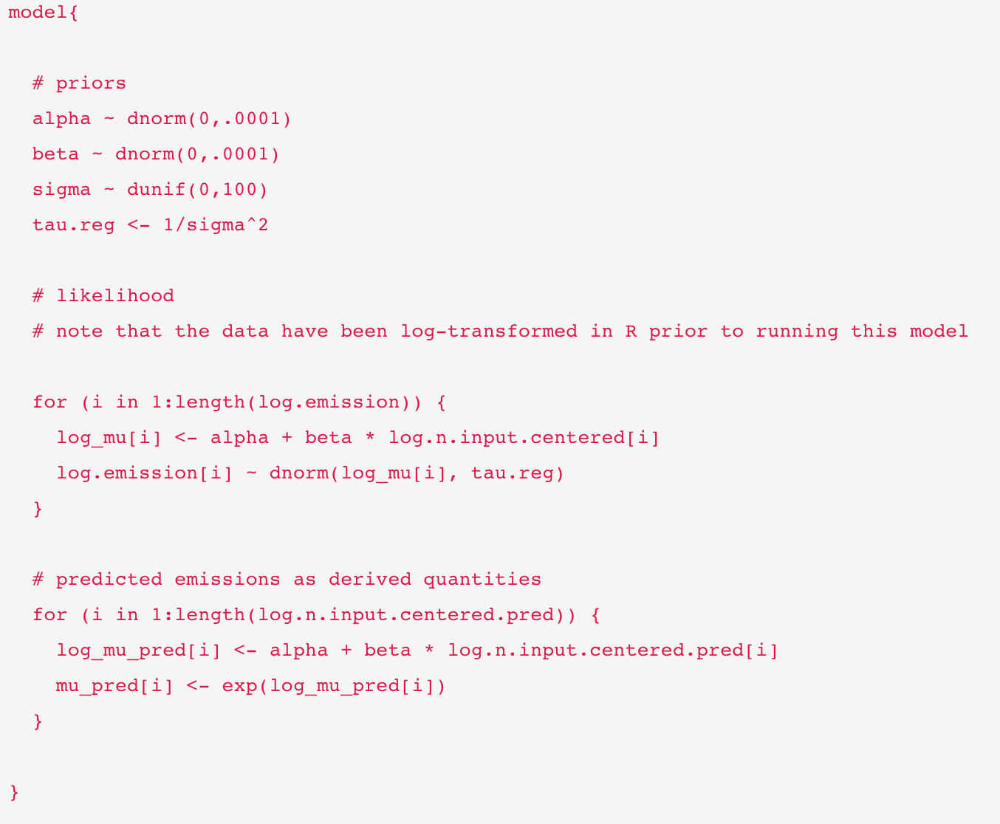 model{
# priors
alpha ~ dnorm(0,.0001)
beta ~ dnorm(0,.0001)
sigma ~ dunif(0,100)
tau.reg <- 1/sigma^2
# likelihood
# note that the data have been log-transformed in R prior to running this model
for (i in 1:length(log.emission)) {
log_mu[i] <- alpha + beta * log.n.input.centered[i]
log.emission[i] ~ dnorm(log_mu[i], tau.reg)
}
# predicted emissions as derived quantities
for (i in 1:length(log.n.input.centered.pred)) {
log_mu_pred[i] <- alpha + beta * log.n.input.centered.pred[i]
mu_pred[i] <- exp(log_mu_pred[i])
}
}